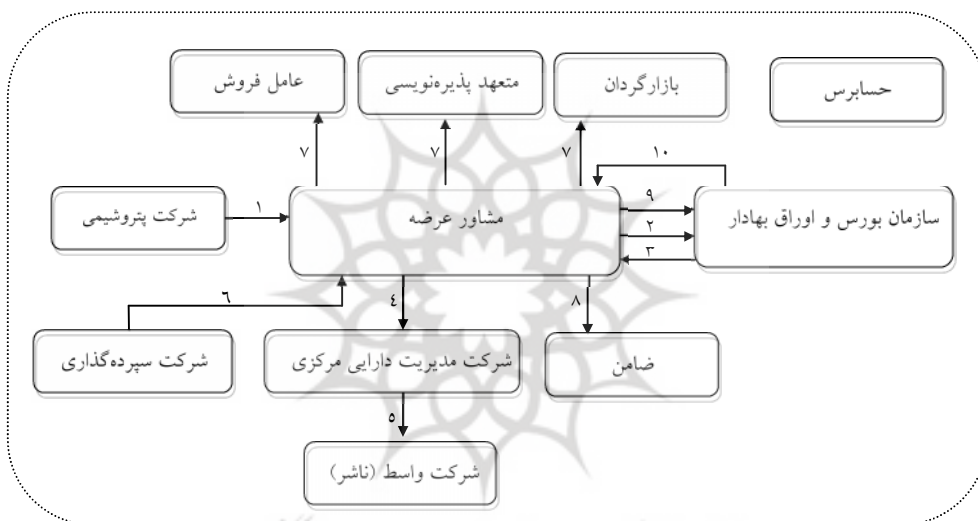 حسابرس
بازارگردان
متعهد پذیره‌نویسی
عامل فروش
۷
۷
۷
۱۰
سازمان بورس و اوراق بهادار
۹
۲
۳
مشاور عرضه
۱
شرکت پتروشیمی
۸
۴
۶
ضامن
شرکت مدیریت دارایی مرکزی
شرکت سپرده‌گذاری
۵
شرکت واسط (ناشر)